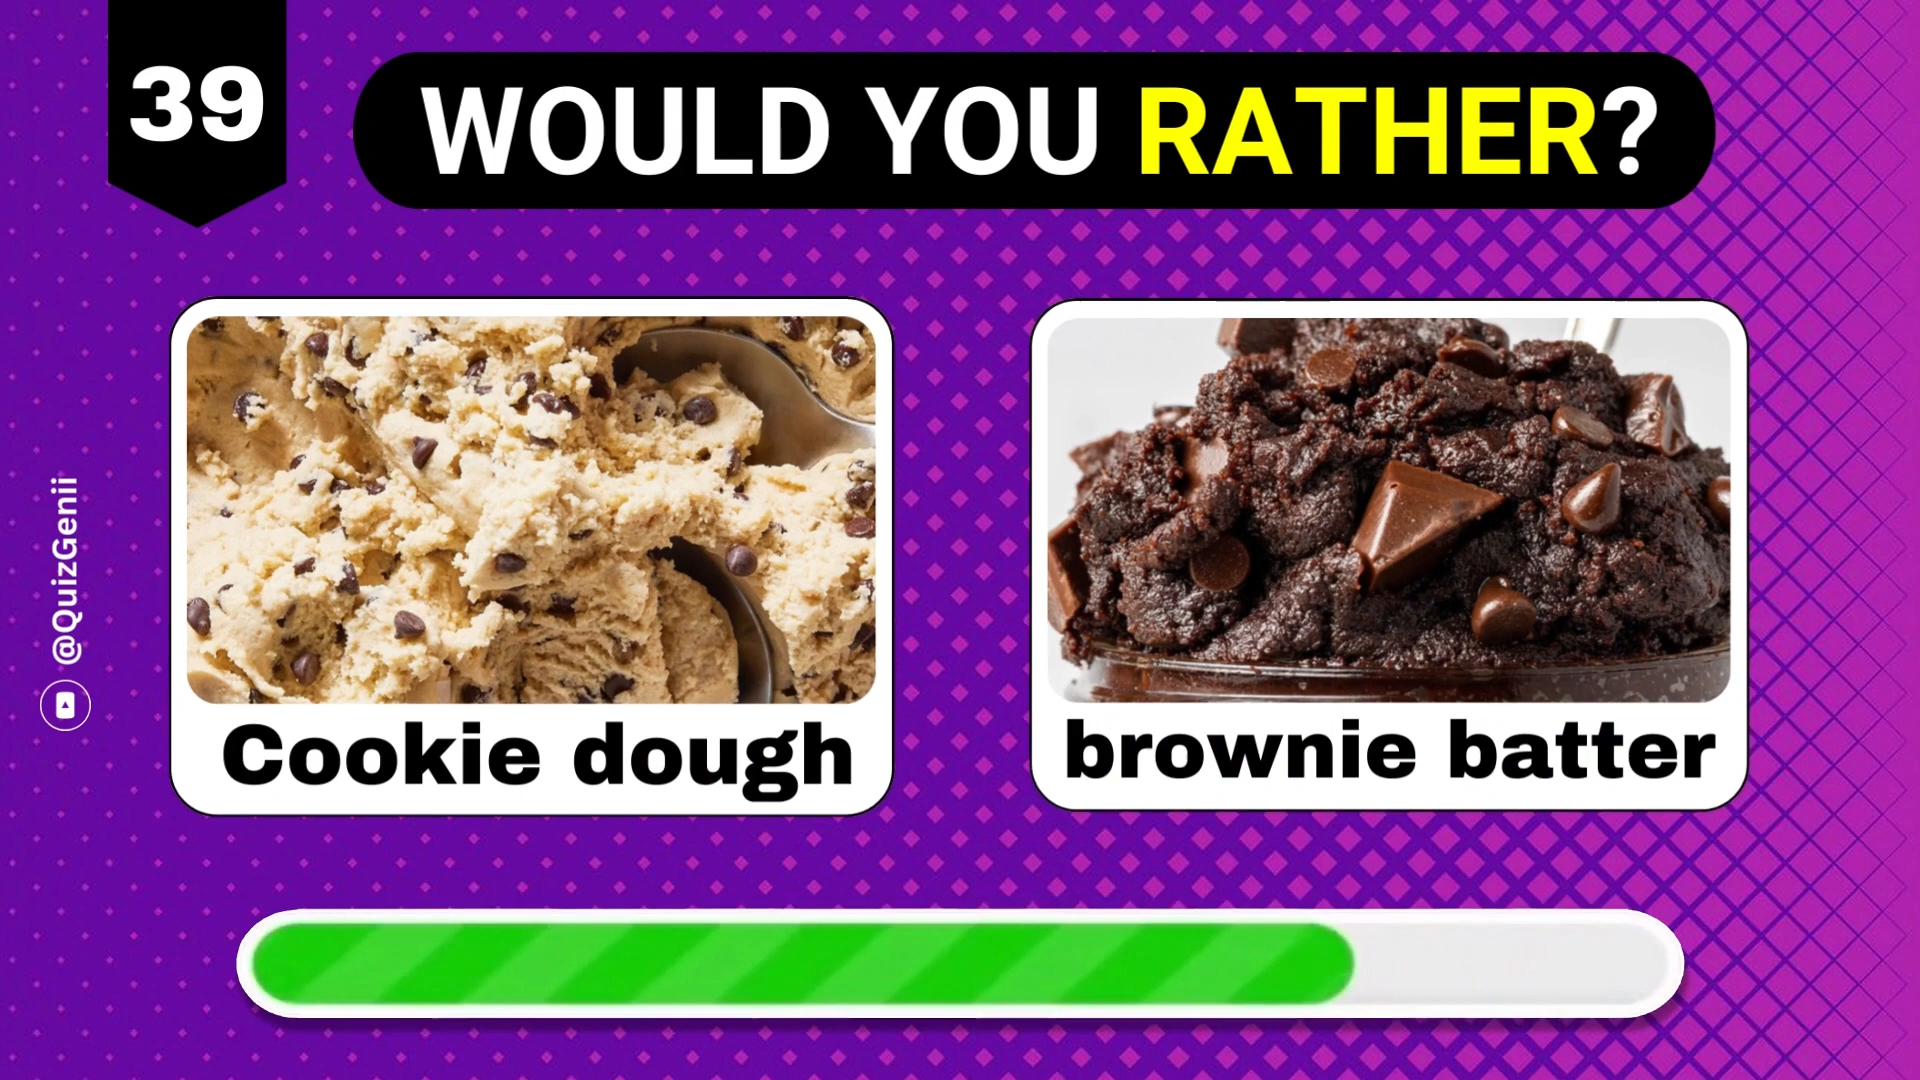 39
WOULD YOU RATHER?
Cookie dough
brownie batter
@QuizGenii